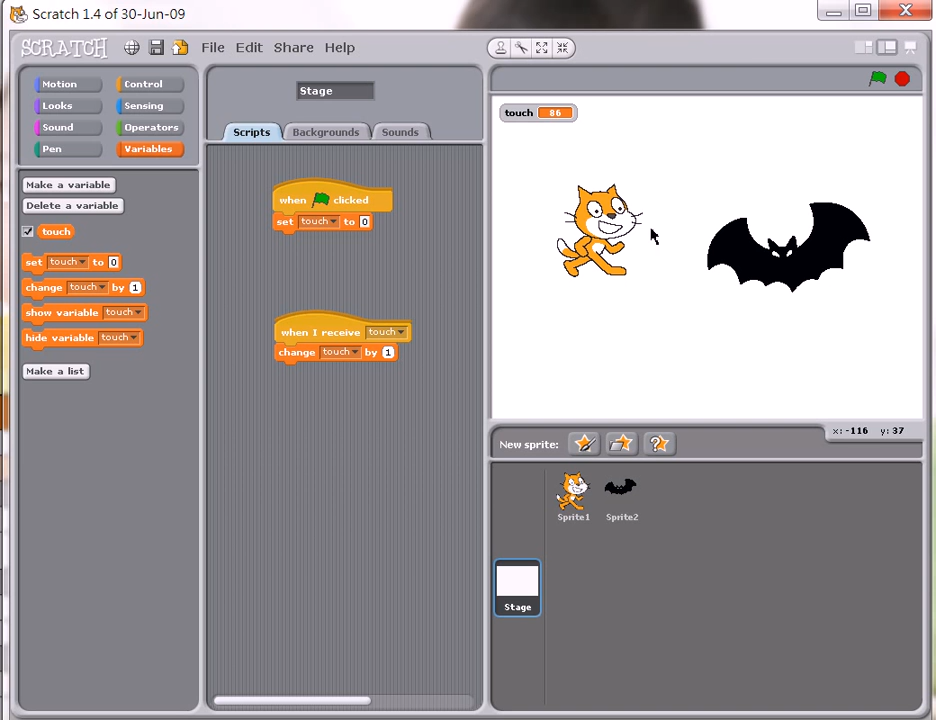 Scratch 1.4 of 30-Jun-09
SCRATCH
File Edit Share Help
Motion Control
Looks Sensing
Sound Operators
Pen Variables
Make a variable
Delete a variable
touch
set touch to 0
change touch by 1
show variable touch
hide variable touch
Make a list
Stage
Scripts Backgrounds Sounds
when clicked
set touch to 0
when I receive touch
change touch by 1
touch 86
x: -116 y: 37
New sprite:
Sprite1 Sprite2
Stage